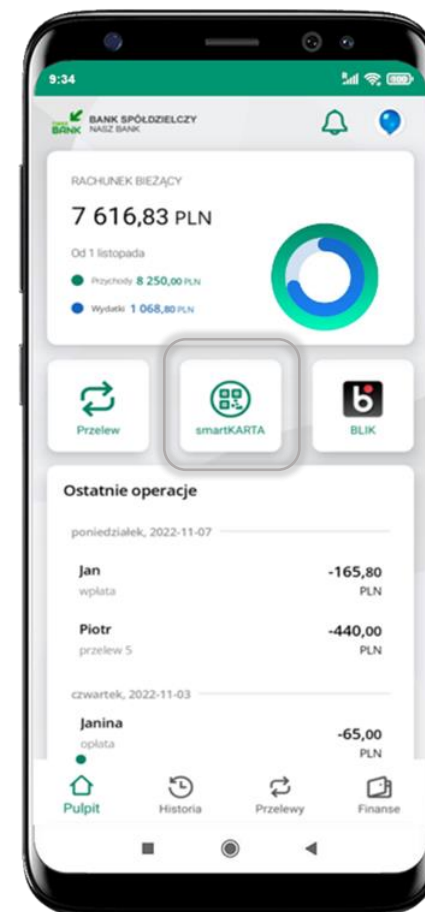 9:34
NASZ BANK
BANK SPÓŁDZIELCZY
NASZ BANK
RACHUNEK BIEŻĄCY
7 616,83 PLN
Od 1 listopada
Przychody 8 250,00 PLN
Wydatki 1 068,80 PLN
Przelew
smartKARTA
BLIK
Ostatnie operacje
poniedziałek, 2022-11-07
Jan -165,80
wpłata PLN
Piotr -440,00
przelew 5 PLN
czwartek, 2022-11-03
Janina -65,00
opłata PLN
Pulpit Historia Przelewy Finanse